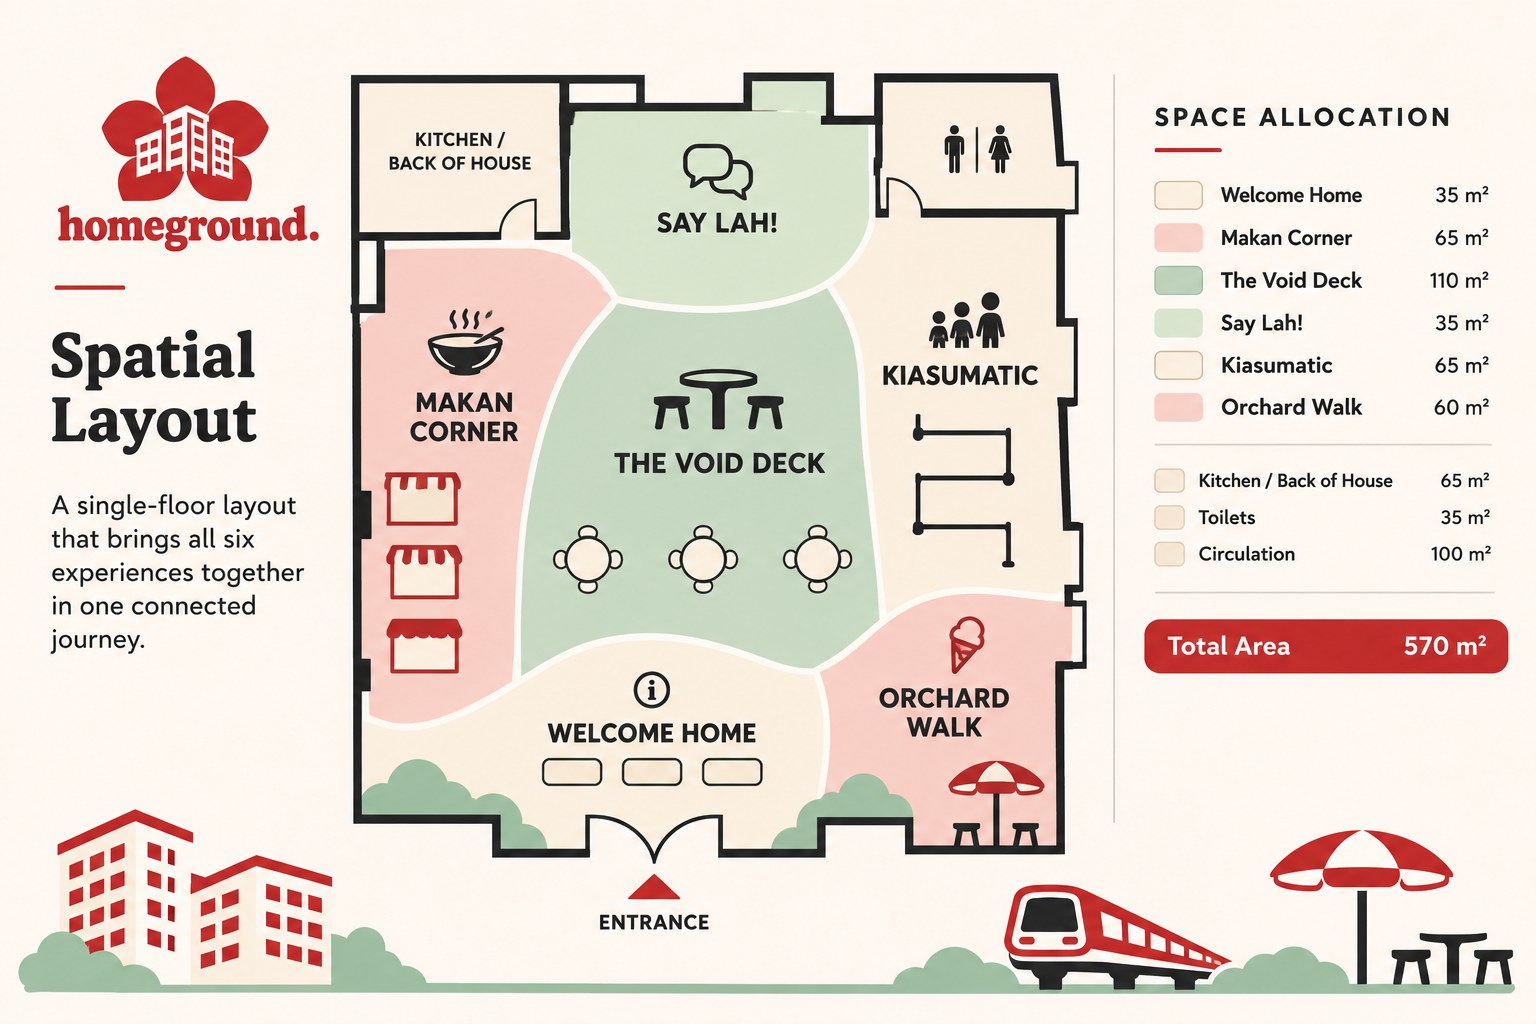 homeground.
Spatial
Layout
A single-floor layout
that brings all six
experiences together
in one connected
journey.
KITCHEN /
BACK OF HOUSE
SAY LAH!
MAKAN
CORNER
KIASUMATIC
THE VOID DECK
WELCOME HOME
ORCHARD
WALK
ENTRANCE
SPACE ALLOCATION
Welcome Home 35 m²
Makan Corner 65 m²
The Void Deck 110 m²
Say Lah! 35 m²
Kiasumatic 65 m²
Orchard Walk 60 m²
Kitchen / Back of House 65 m²
Toilets 35 m²
Circulation 100 m²
Total Area 570 m²